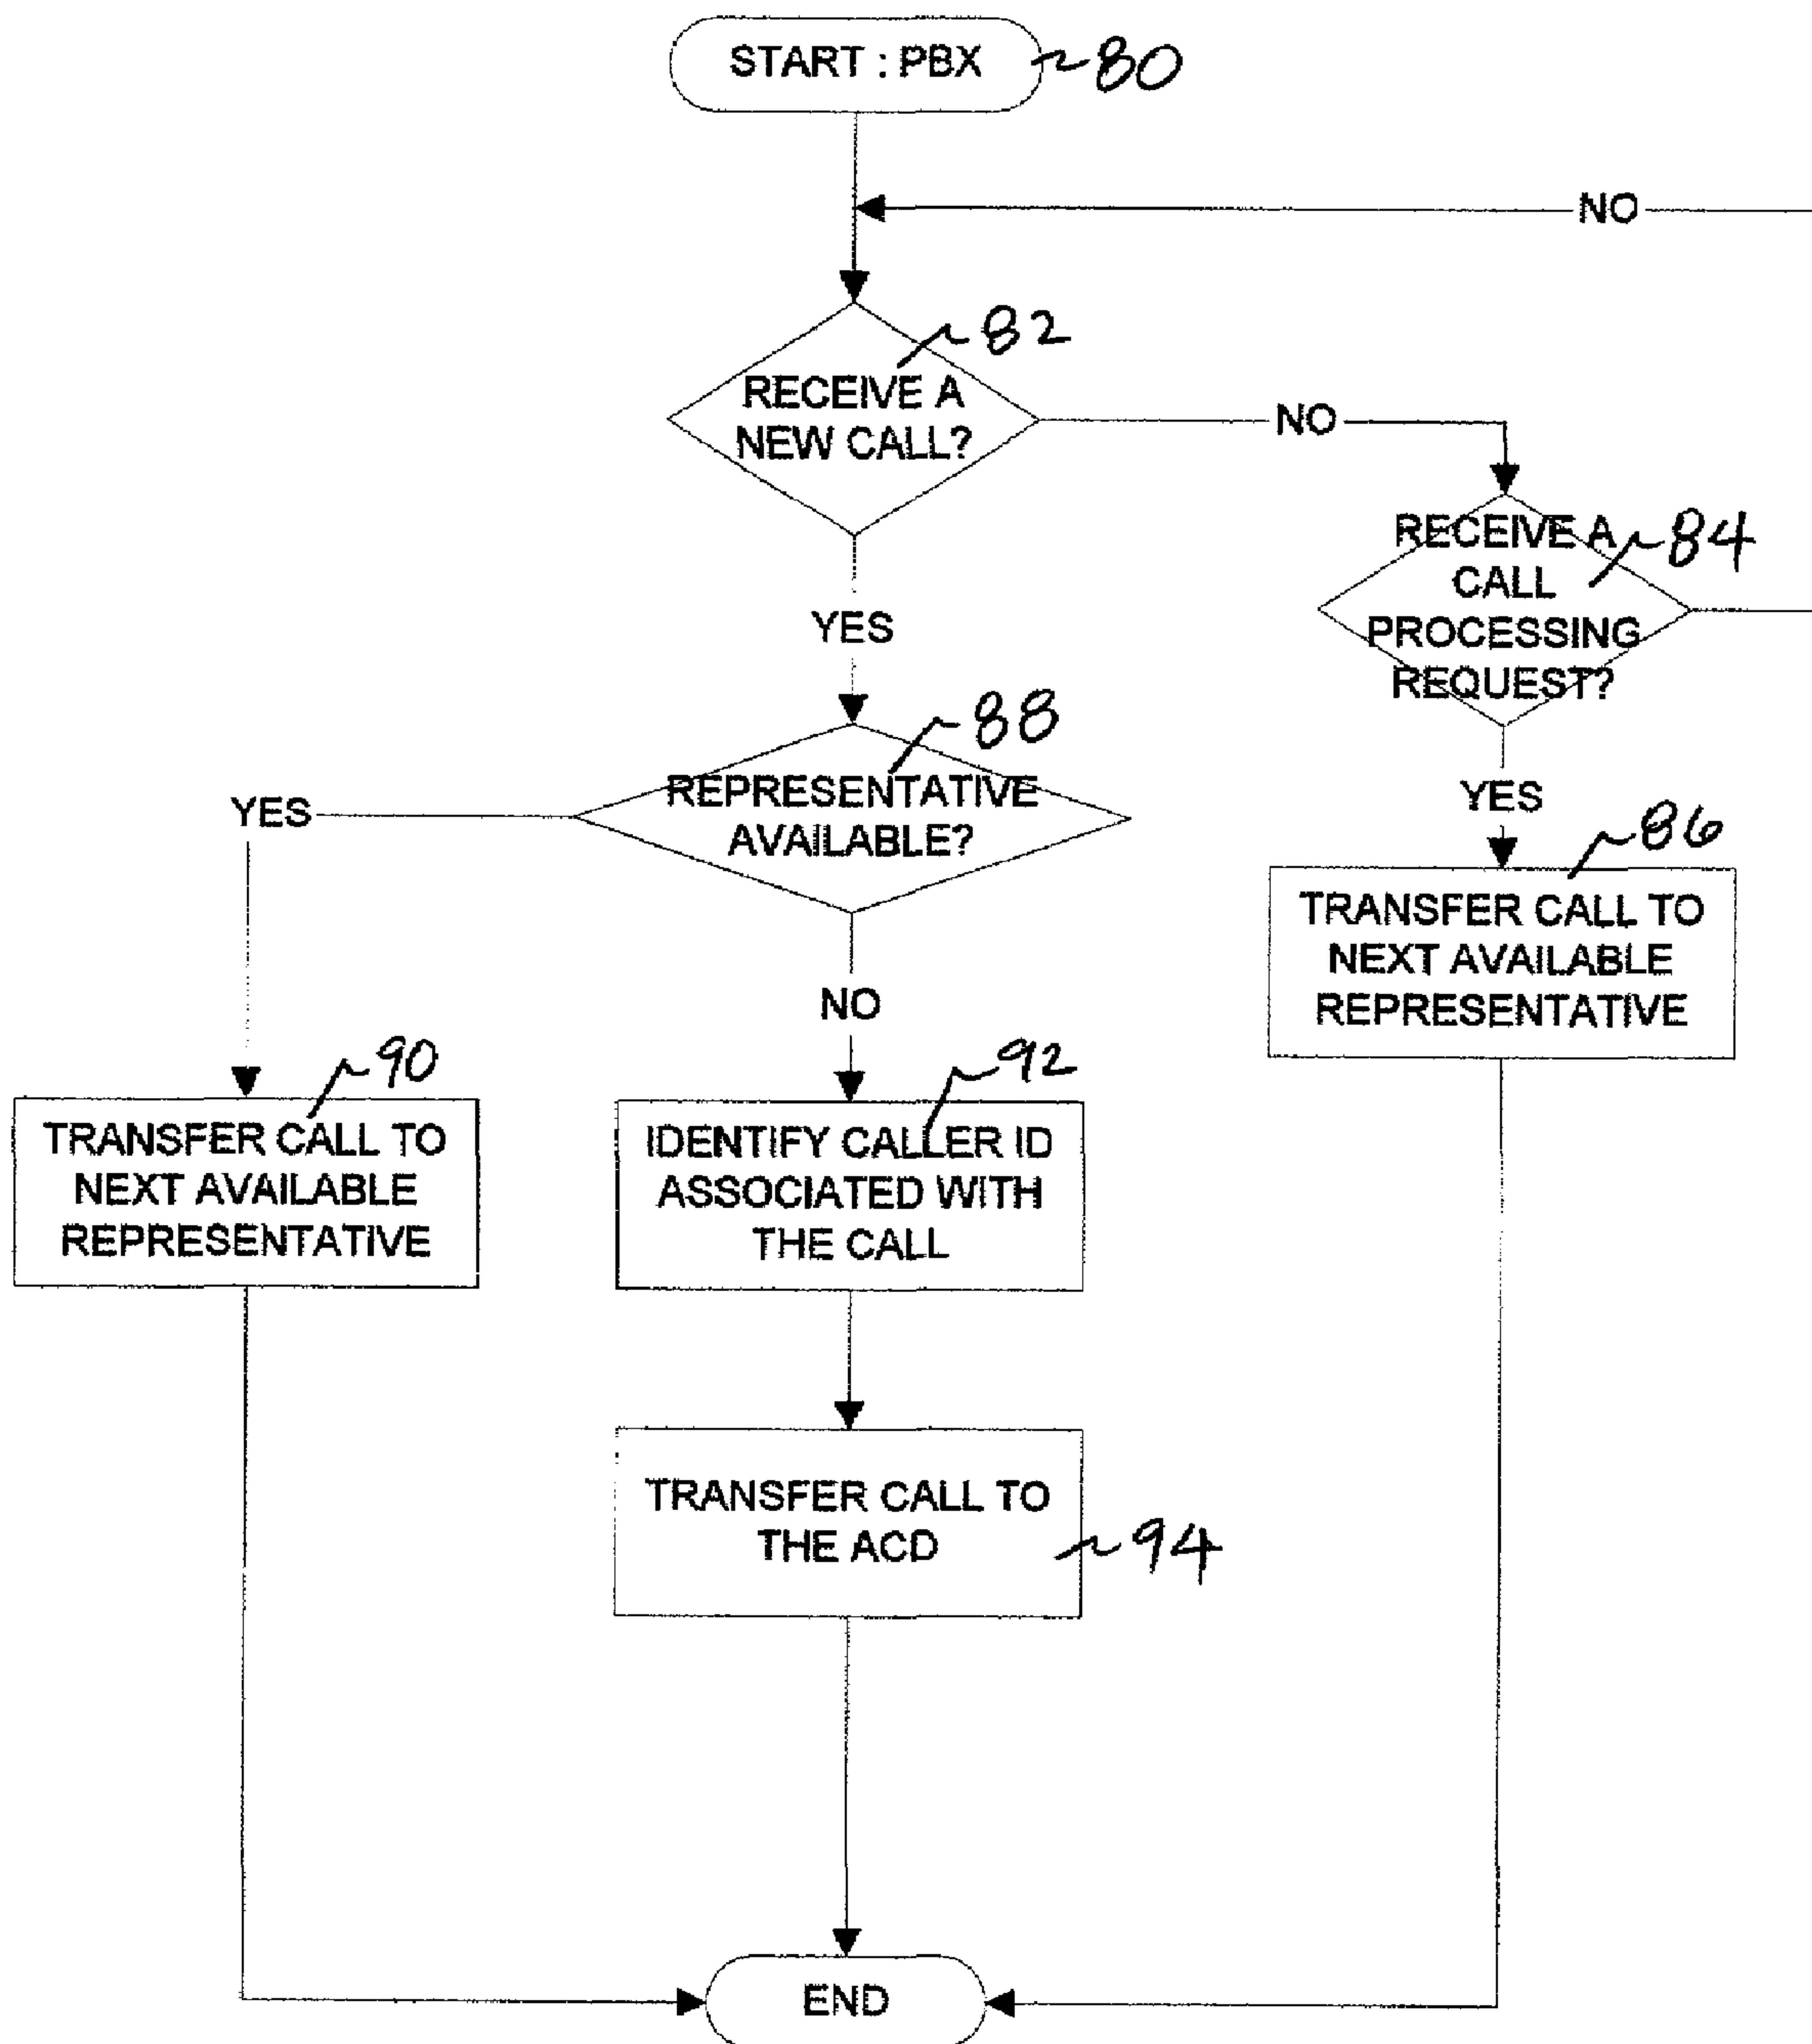 START : PBX ~80
NO
~82
RECEIVE A
NEW CALL?
NO
RECEIVE A
CALL
PROCESSING
REQUEST?
~84
YES
~88
REPRESENTATIVE
AVAILABLE?
YES
YES
~86
TRANSFER CALL TO
NEXT AVAILABLE
REPRESENTATIVE
NO
~90
TRANSFER CALL TO
NEXT AVAILABLE
REPRESENTATIVE
~92
IDENTIFY CALLER ID
ASSOCIATED WITH
THE CALL
TRANSFER CALL TO
THE ACD
~94
END